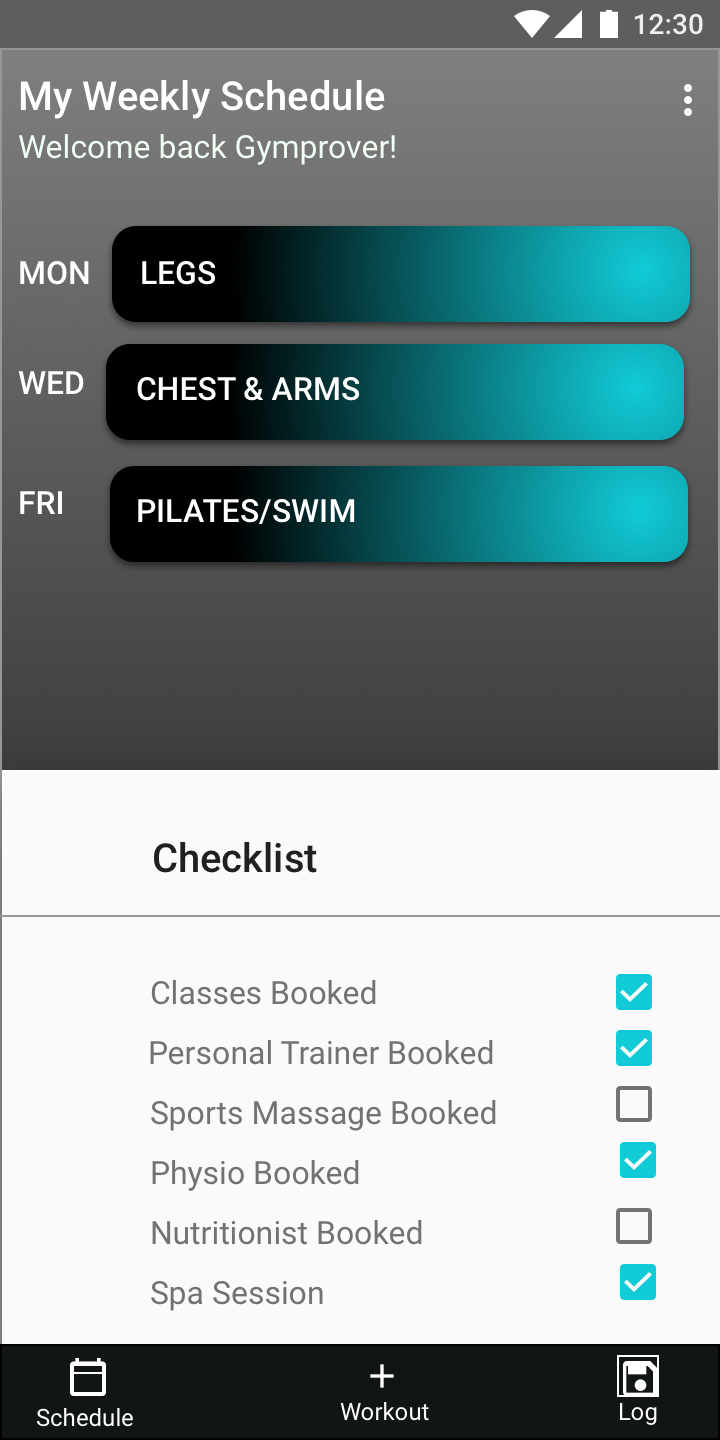 12:30
My Weekly Schedule
Welcome back Gymprover!
MON LEGS
WED CHEST & ARMS
FRI PILATES/SWIM
Checklist
Classes Booked
Personal Trainer Booked
Sports Massage Booked
Physio Booked
Nutritionist Booked
Spa Session
Schedule Workout Log